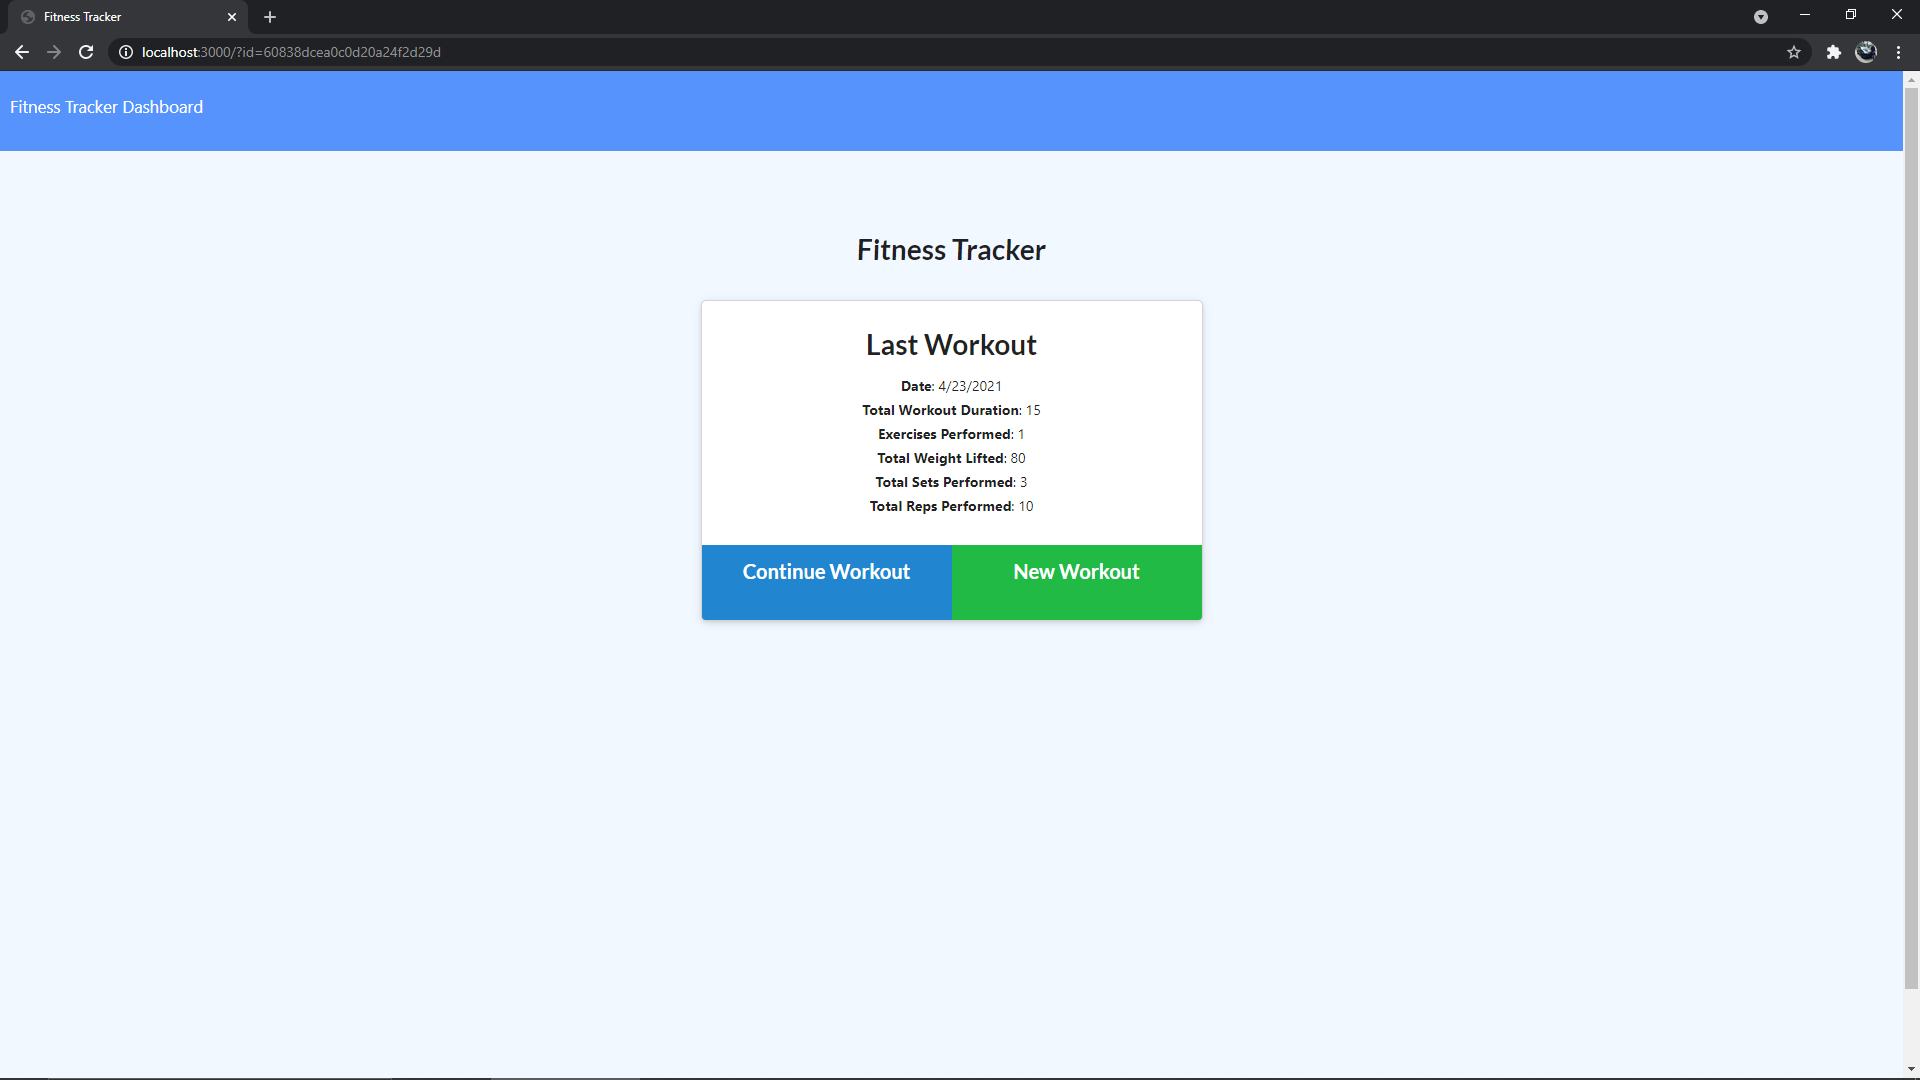 Fitness Tracker
localhost:3000/?id=60838dcea0c0d20a24f2d29d
Fitness Tracker Dashboard
Fitness Tracker
Last Workout
Date: 4/23/2021
Total Workout Duration: 15
Exercises Performed: 1
Total Weight Lifted: 80
Total Sets Performed: 3
Total Reps Performed: 10
Continue Workout
New Workout